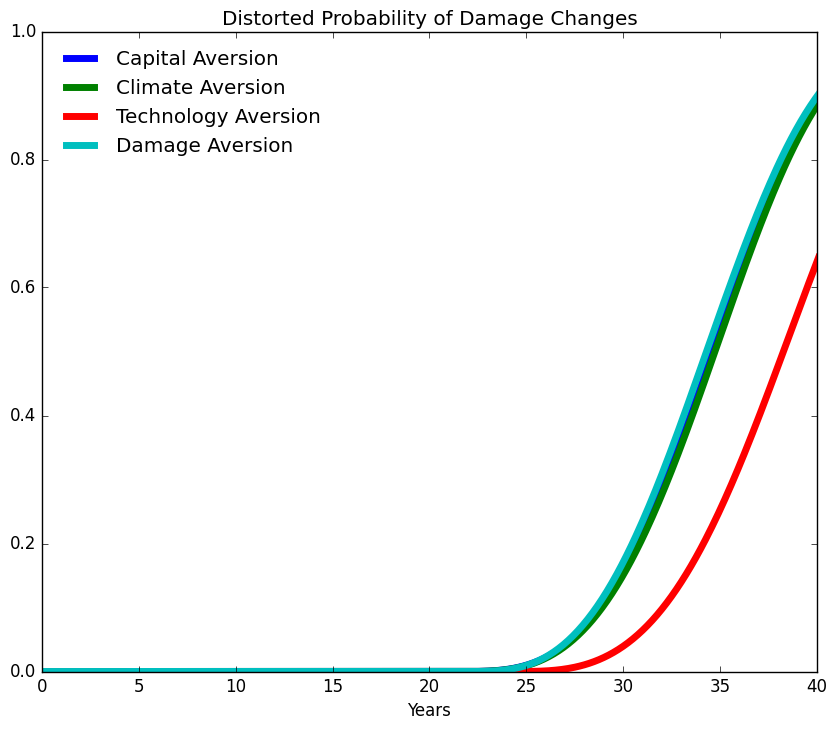 Distorted Probability of Damage Changes
1.0
Capital Aversion
Climate Aversion
Technology Aversion
Damage Aversion
0.8
0.6
0.4
0.2
0.0
0 5 10 15 20 25 30 35 40
Years